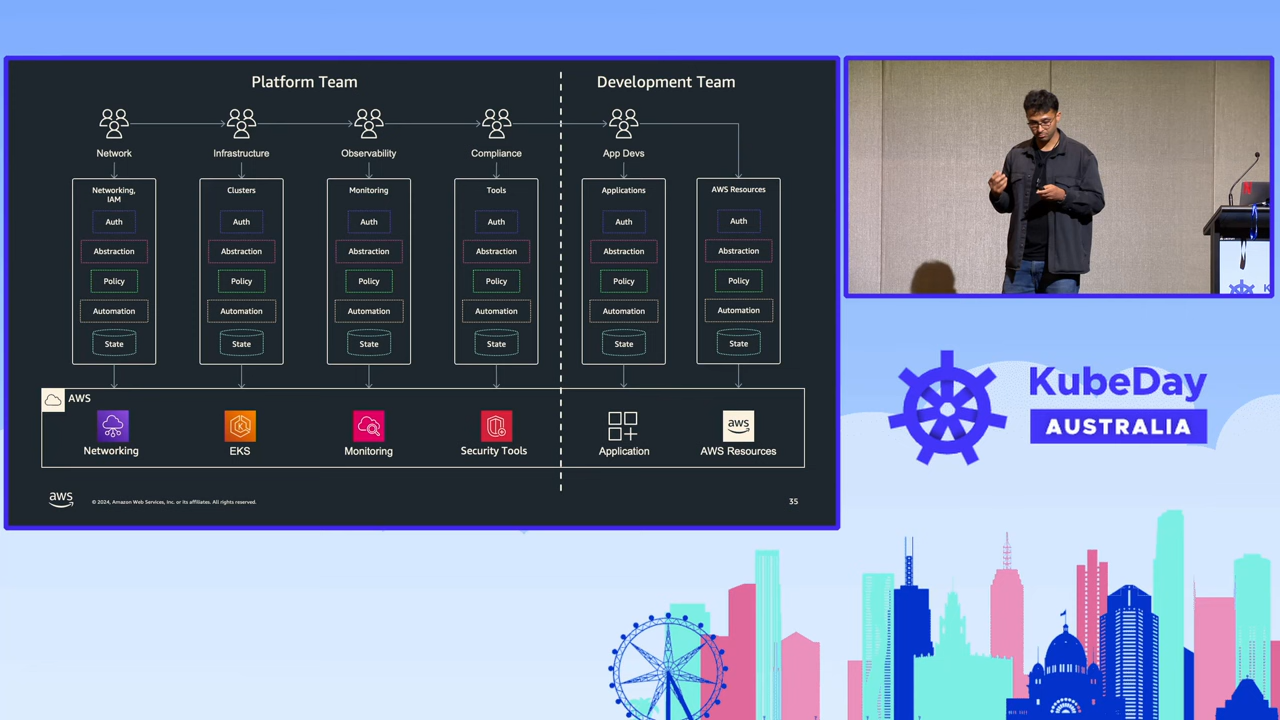 Platform Team
Development Team
Network
Infrastructure
Observability
Compliance
App Devs
Networking,
IAM
Auth
Abstraction
Policy
Automation
State
Clusters
Auth
Abstraction
Policy
Automation
State
Monitoring
Auth
Abstraction
Policy
Automation
State
Tools
Auth
Abstraction
Policy
Automation
State
Applications
Auth
Abstraction
Policy
Automation
State
AWS Resources
Auth
Abstraction
Policy
Automation
State
AWS
Networking
EKS
Monitoring
Security Tools
Application
aws
AWS Resources
aws
© 2024, Amazon Web Services, Inc. or its affiliates. All rights reserved.
35
KubeDay
AUSTRALIA